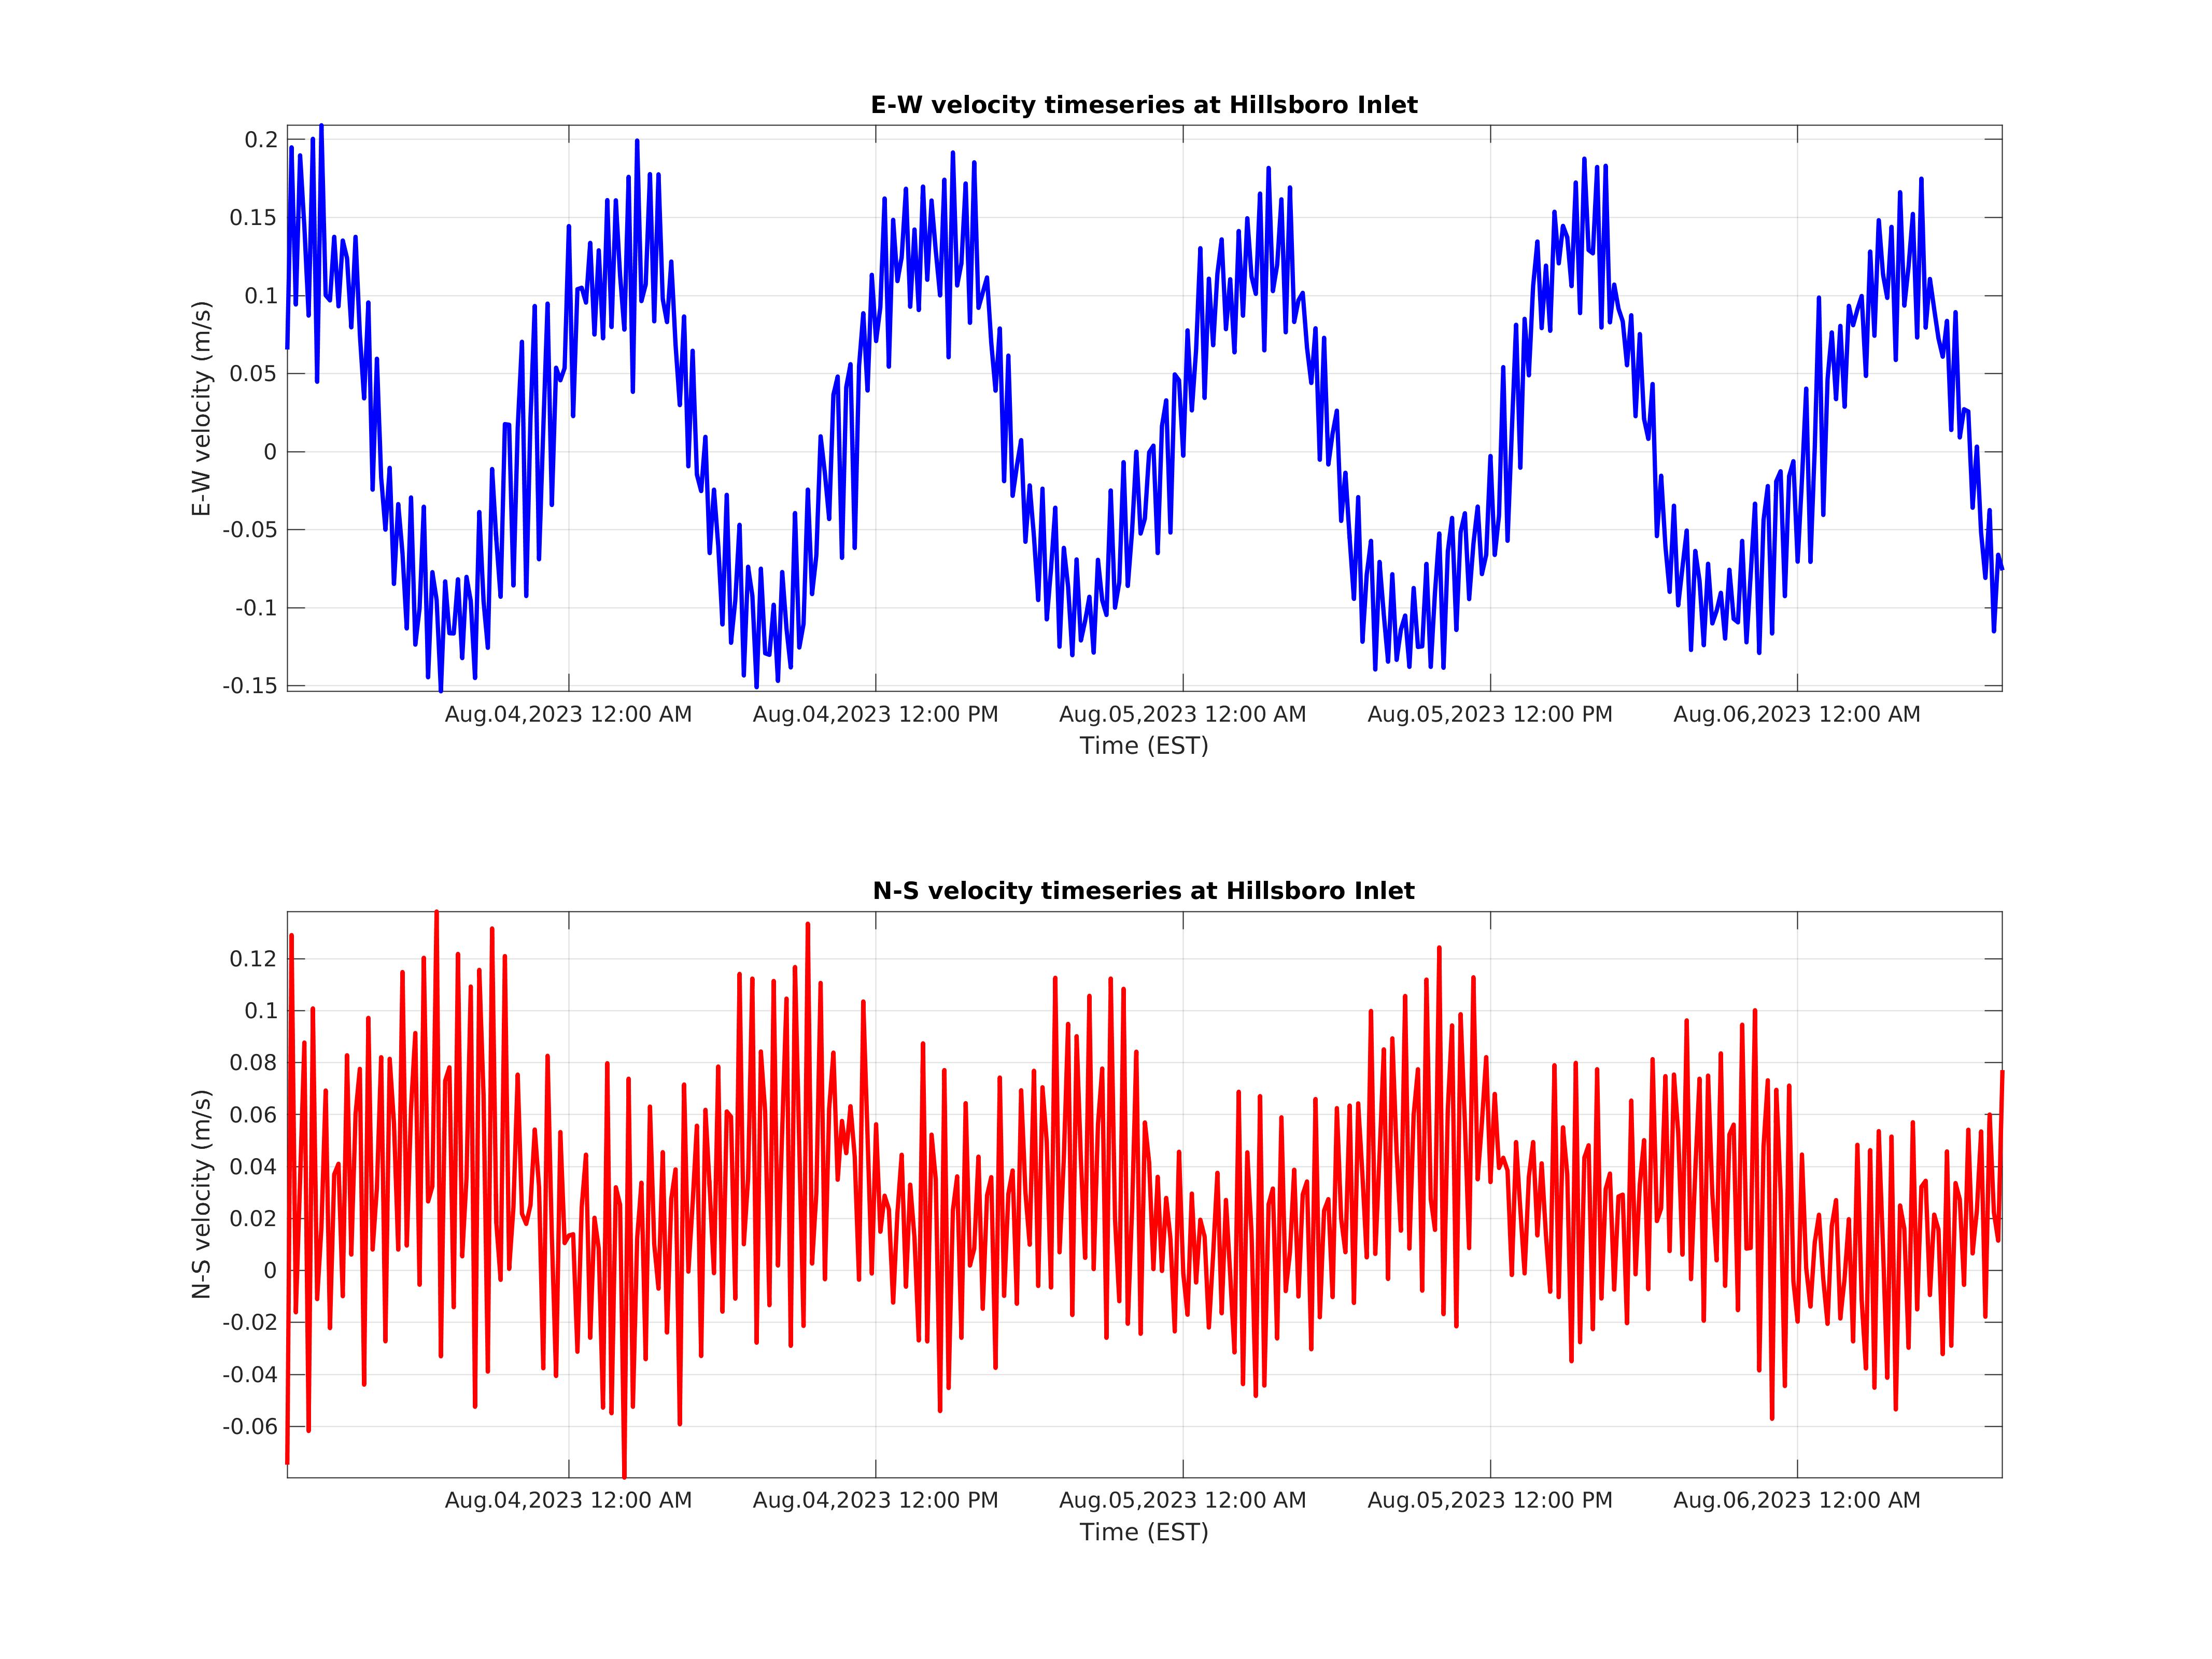 E-W velocity timeseries at Hillsboro Inlet
E-W velocity (m/s)
0.2
0.15
0.1
0.05
0
-0.05
-0.1
-0.15
Aug.04,2023 12:00 AM Aug.04,2023 12:00 PM Aug.05,2023 12:00 AM Aug.05,2023 12:00 PM Aug.06,2023 12:00 AM
Time (EST)
N-S velocity timeseries at Hillsboro Inlet
N-S velocity (m/s)
0.12
0.1
0.08
0.06
0.04
0.02
0
-0.02
-0.04
-0.06
Aug.04,2023 12:00 AM Aug.04,2023 12:00 PM Aug.05,2023 12:00 AM Aug.05,2023 12:00 PM Aug.06,2023 12:00 AM
Time (EST)